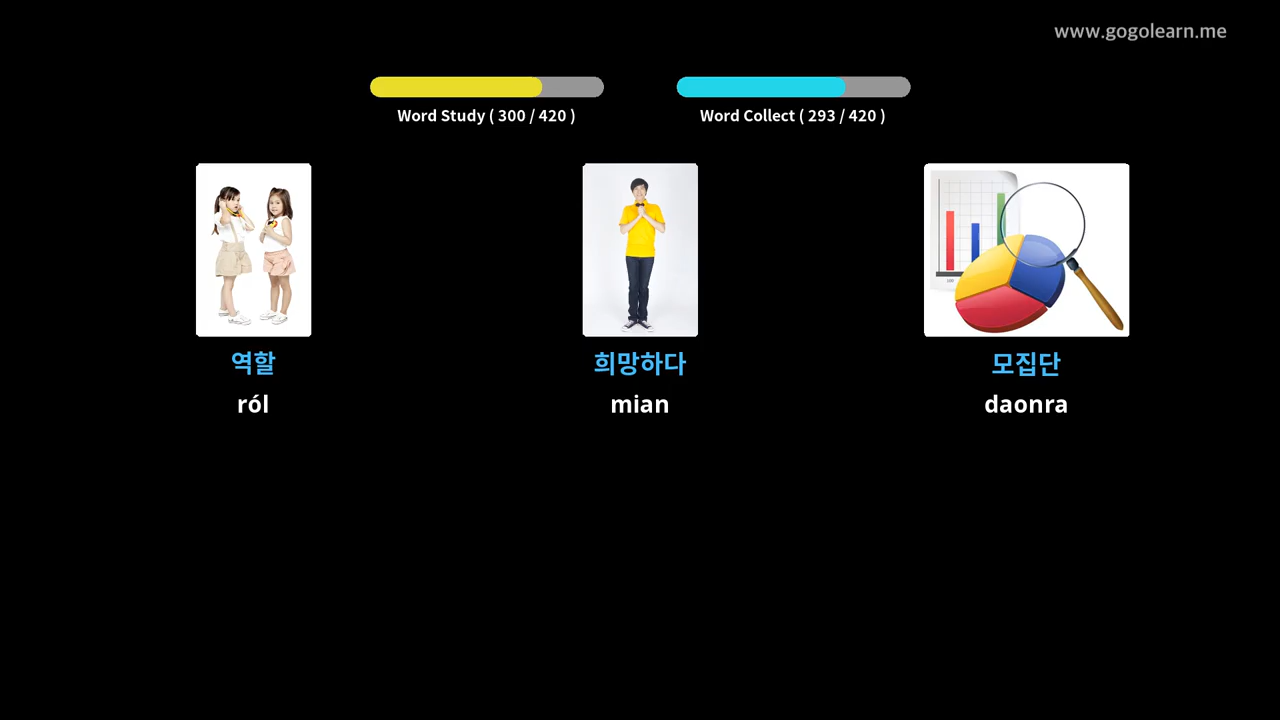 www.gogolearn.me
Word Study ( 300 / 420 )
Word Collect ( 293 / 420 )
역할
희망하다
모집단
ról
mian
daonra